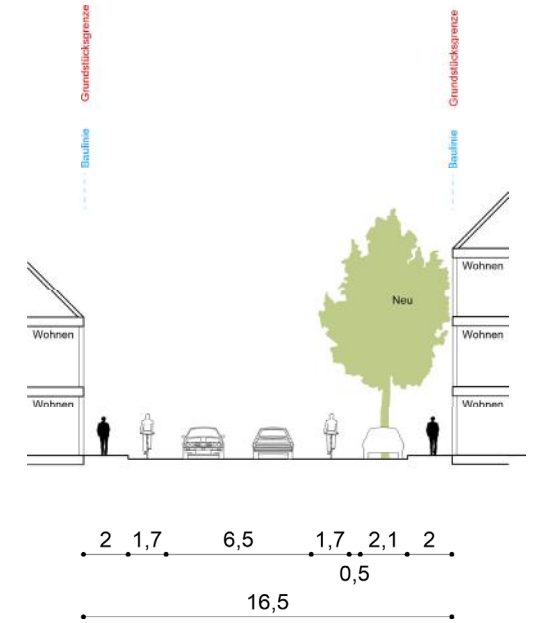 Grundstücksgrenze
Grundstücksgrenze
Baulinie
Baulinie
Wohnen
Neu
Wohnen
Wohnen
Wohnen
Wohnen
2 1,7 6,5 1,7 2,1 2
0,5
16,5